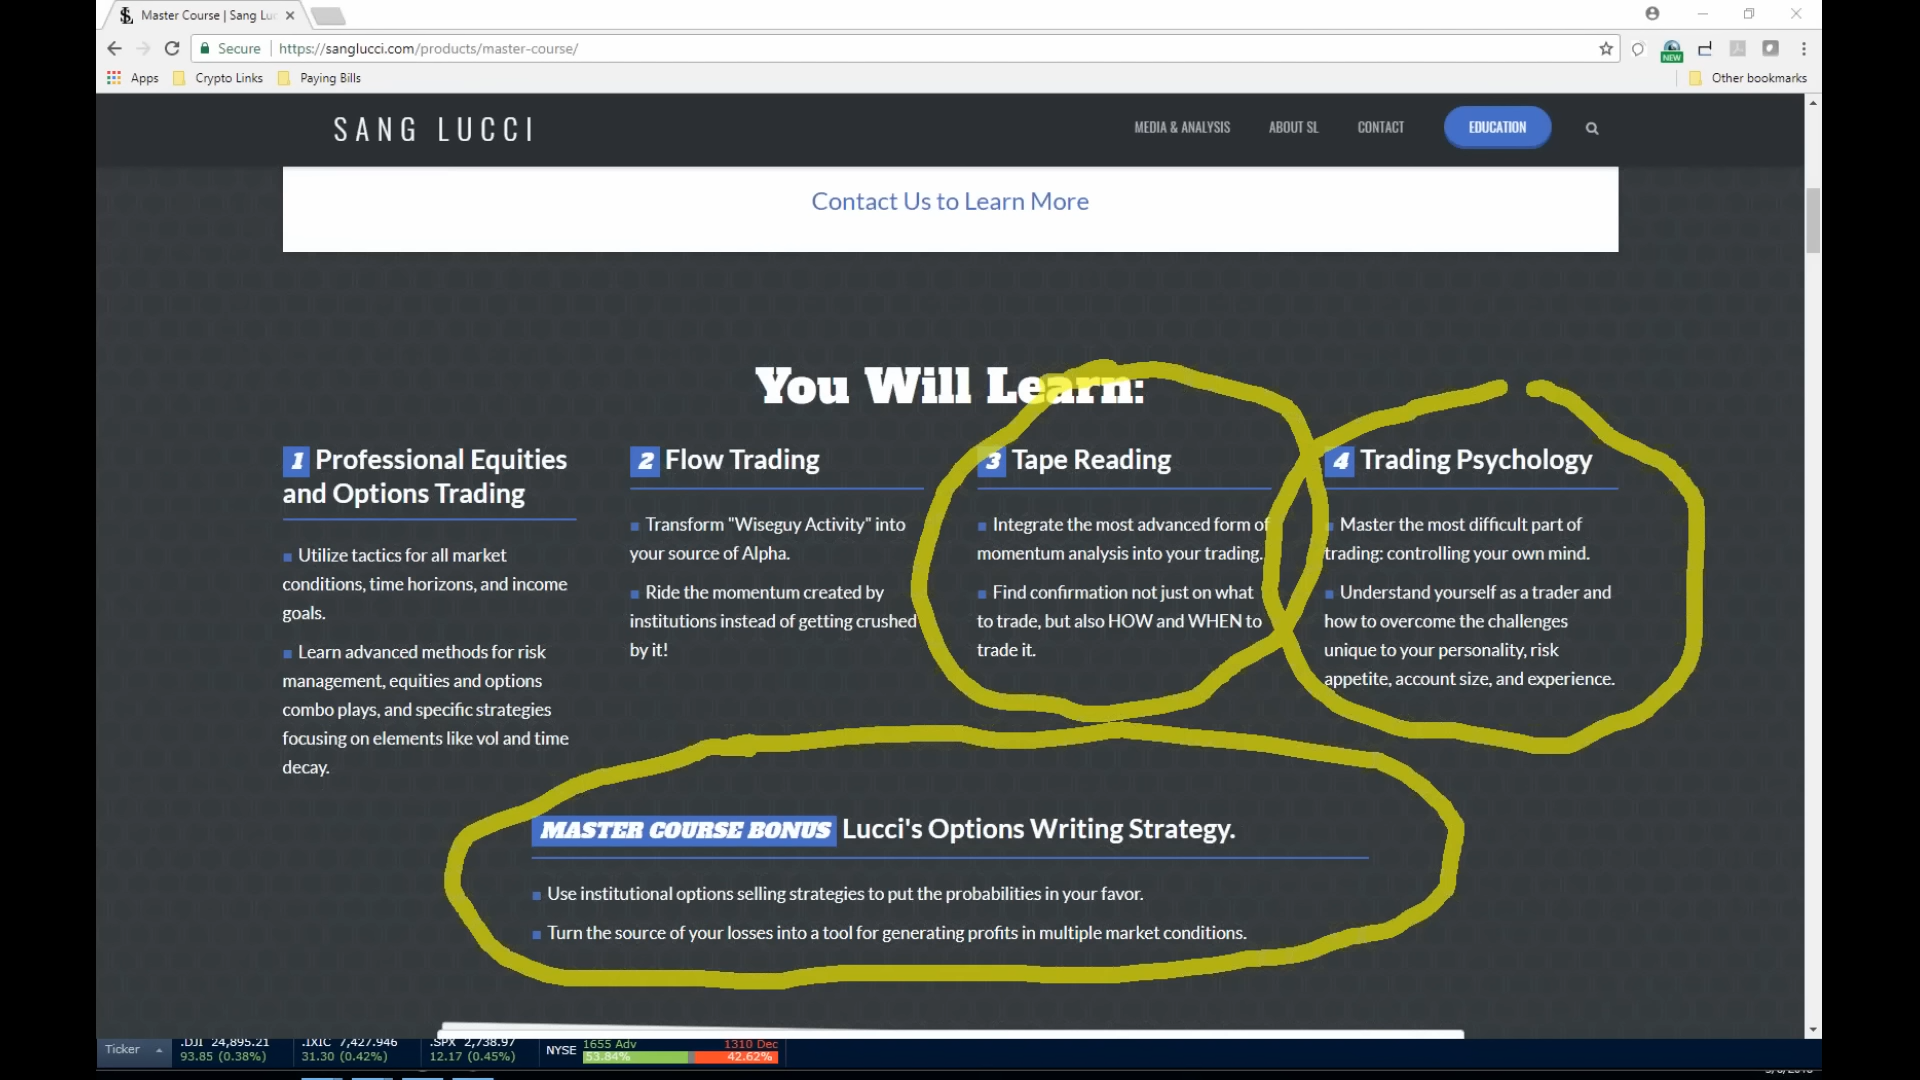 Master Course | Sang Luc
Secure
https://sanglucci.com/products/master-course/
NEW
Apps
Crypto Links
Paying Bills
Other bookmarks
SANG LUCCI
MEDIA & ANALYSIS
ABOUT SL
CONTACT
EDUCATION
Contact Us to Learn More
You Will Learn:
1 Professional Equities
and Options Trading
Utilize tactics for all market
conditions, time horizons, and income
goals.
Learn advanced methods for risk
management, equities and options
combo plays, and specific strategies
focusing on elements like vol and time
decay.
2 Flow Trading
Transform "Wiseguy Activity" into
your source of Alpha.
Ride the momentum created by
institutions instead of getting crushed
by it!
3 Tape Reading
Integrate the most advanced form of
momentum analysis into your trading.
Find confirmation not just on what
to trade, but also HOW and WHEN to
trade it.
4 Trading Psychology
Master the most difficult part of
trading: controlling your own mind.
Understand yourself as a trader and
how to overcome the challenges
unique to your personality, risk
appetite, account size, and experience.
MASTER COURSE BONUS Lucci's Options Writing Strategy.
Use institutional options selling strategies to put the probabilities in your favor.
Turn the source of your losses into a tool for generating profits in multiple market conditions.
Ticker
.DJI 24,895.21
93.85 (0.38%)
.IXIC 7,427.946
31.30 (0.42%)
.SPX 2,738.97
12.17 (0.45%)
NYSE
1655 Adv
1310 Dec
53.84%
42.62%